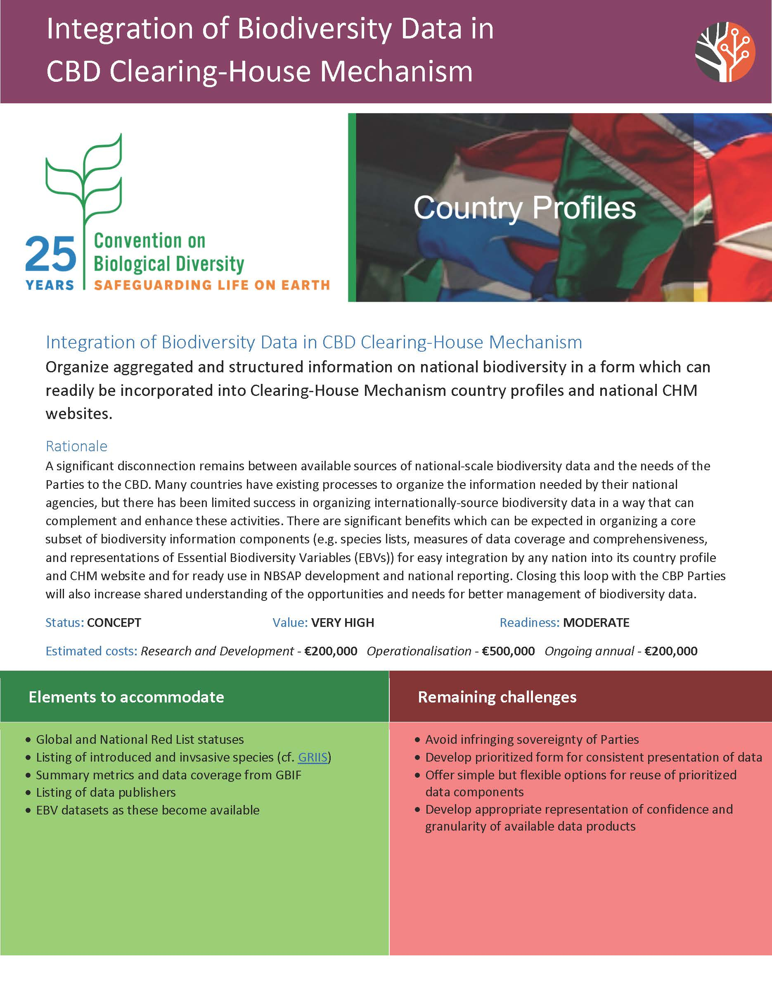 Integration of Biodiversity Data in
CBD Clearing-House Mechanism
25
YEARS
Convention on
Biological Diversity
SAFEGUARDING LIFE ON EARTH
Country Profiles
Integration of Biodiversity Data in CBD Clearing-House Mechanism
Organize aggregated and structured information on national biodiversity in a form which can
readily be incorporated into Clearing-House Mechanism country profiles and national CHM
websites.
Rationale
A significant disconnection remains between available sources of national-scale biodiversity data and the needs of the
Parties to the CBD. Many countries have existing processes to organize the information needed by their national
agencies, but there has been limited success in organizing internationally-source biodiversity data in a way that can
complement and enhance these activities. There are significant benefits which can be expected in organizing a core
subset of biodiversity information components (e.g. species lists, measures of data coverage and comprehensiveness,
and representations of Essential Biodiversity Variables (EBVs)) for easy integration by any nation into its country profile
and CHM website and for ready use in NBSAP development and national reporting. Closing this loop with the CBP Parties
will also increase shared understanding of the opportunities and needs for better management of biodiversity data.
Status: CONCEPT Value: VERY HIGH Readiness: MODERATE
Estimated costs: Research and Development - €200,000 Operationalisation - €500,000 Ongoing annual - €200,000
Elements to accommodate
• Global and National Red List statuses
• Listing of introduced and invsasive species (cf. GRIIS)
• Summary metrics and data coverage from GBIF
• Listing of data publishers
• EBV datasets as these become available
Remaining challenges
• Avoid infringing sovereignty of Parties
• Develop prioritized form for consistent presentation of data
• Offer simple but flexible options for reuse of prioritized
data components
• Develop appropriate representation of confidence and
granularity of available data products